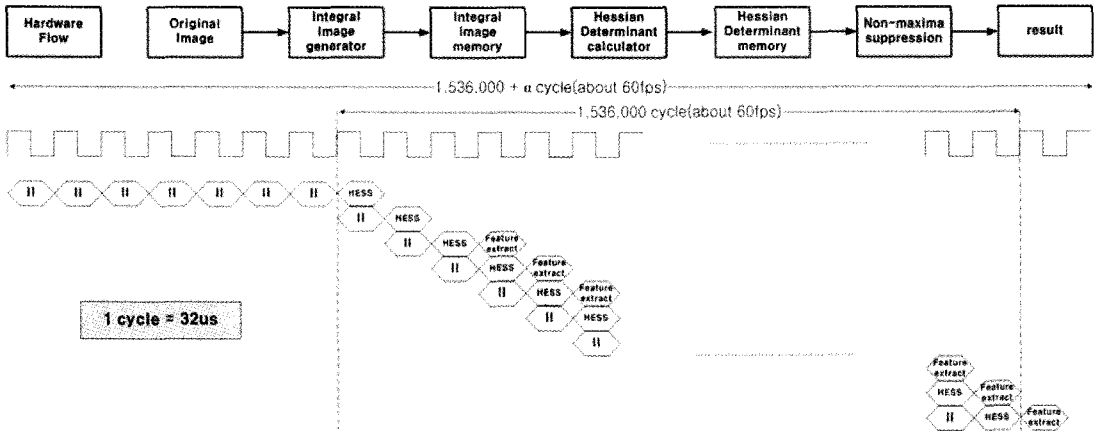 Hardware
Flow
Original
Image
Integral
Image
generator
Integral
Image
memory
Hessian
Determinant
calculator
Hessian
Determinant
memory
Non-maxima
suppression
result
1,536,000 + α cycle(about 60fps)
1,536,000 cycle(about 60fps)
II II II II II II II HESS
II HESS
II HESS Feature
extract
II HESS Feature
extract
II HESS Feature
extract
II HESS
II
1 cycle = 32us
Feature
extract
HESS Feature
extract
II HESS Feature
extract